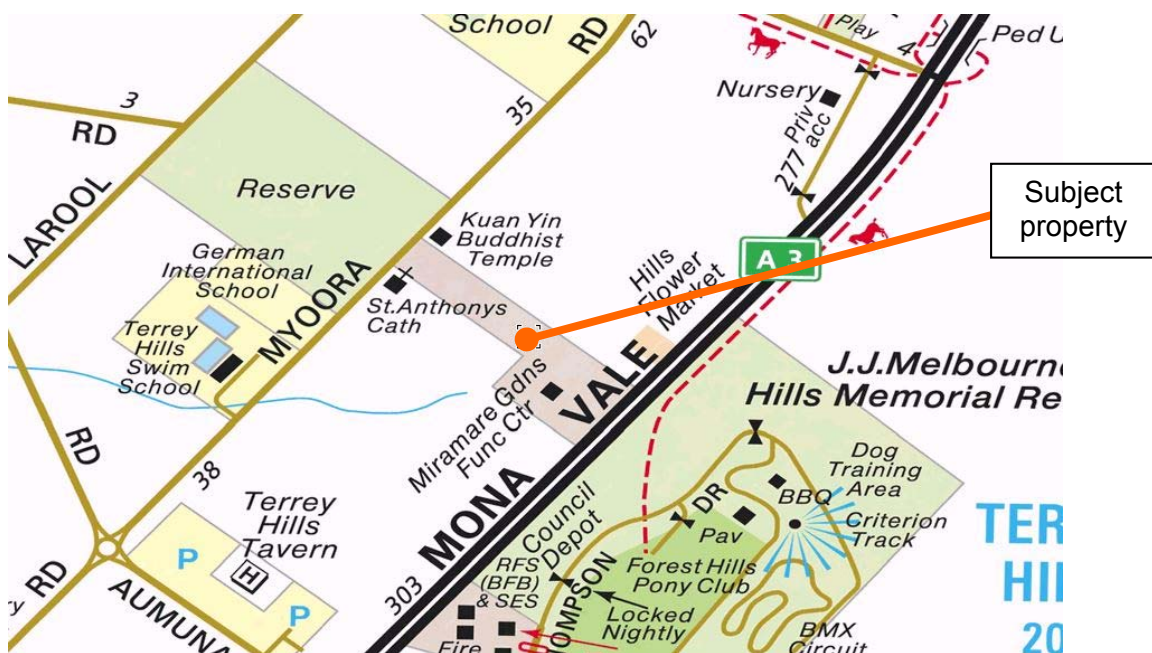 School
RD
62
Play
4
Ped U
3
RD
35
Nursery
Priv
acc
277
Reserve
LAROOL
Kuan Yin
Buddhist
Temple
Subject
property
German
International
School
MYOORA
St.Anthonys
Cath
Hills
Flower
Market
A 3
Terrey
Hills
Swim
School
Miramare Gdns
Func Ctr
VALE
J.J.Melbourn
Hills Memorial Re
RD
38
MONA
Dog
Training
Area
BBQ
Criterion
Track
DR
Pav
Terrey
Hills
Tavern
P
H
P
Council
Depot
RFS
(BFB)
& SES
Forest Hills
Pony Club
TER
HI
20
RD
AUMUNA
303
Locked
Nightly
BMX
Circuit
Fire